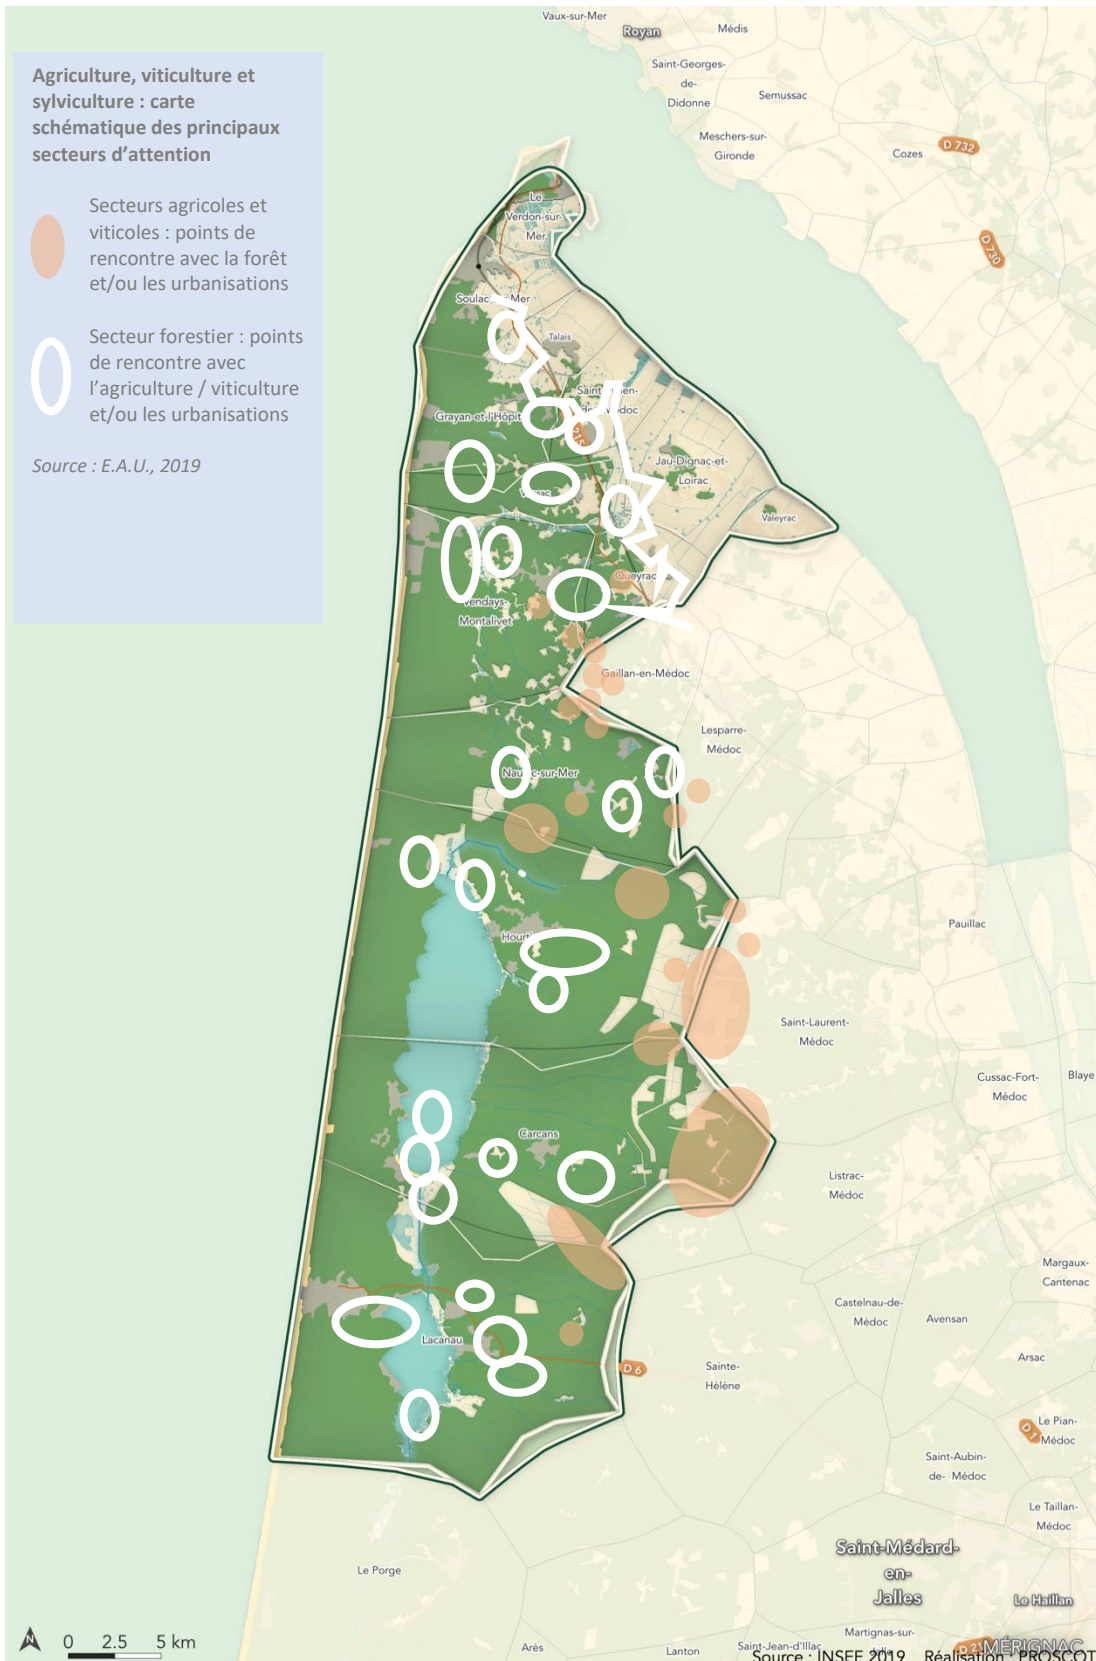 Agriculture, viticulture et
sylviculture : carte
schématique des principaux
secteurs d’attention
Secteurs agricoles et
viticoles : points de
rencontre avec la forêt
et/ou les urbanisations
Secteur forestier : points
de rencontre avec
l’agriculture / viticulture
et/ou les urbanisations
Source : E.A.U., 2019
Vaux-sur-Mer
Royan
Médis
Saint-Georges-
de-
Didonne
Semussac
Meschers-sur-
Gironde
Cozes
D 732
D 730
Le
Verdon-sur-
Mer
Talais
Jau-Dignac-et-
Loirac
Valeyrac
Queyrac
Vendays-
Montalivet
Gaillan-en-Médoc
Lesparre-
Médoc
Pauillac
Saint-Laurent-
Médoc
Cussac-Fort-
Médoc
Blaye
Carcans
Listrac-
Médoc
Margaux-
Cantenac
Castelnau-de-
Médoc
Avensan
Arsac
Lacanau
D 6
Sainte-
Hélène
D 1
Le Pian-
Médoc
Saint-Aubin-
de- Médoc
Le Taillan-
Médoc
Saint-Médard-
en-
Jalles
Le Haillan
Le Porge
Arès
Lanton
Saint-Jean-d'Illac
Martignas-sur-
MÉRIGNAC
N
0 2.5 5 km
Source : INSEE 2019 Réalisation : PROSCOT